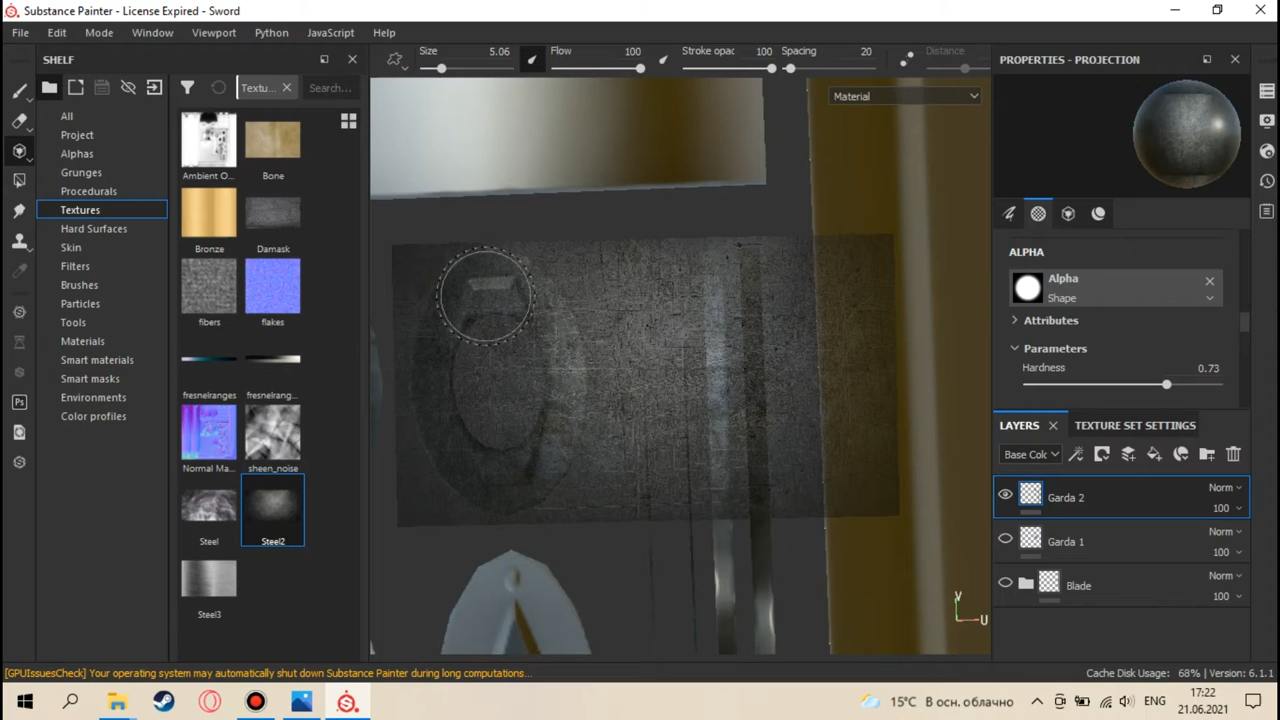 Substance Painter - License Expired - Sword
File Edit Mode Window Viewport Python JavaScript Help
SHELF
Size 5.06 Flow 100 Stroke opac 100 Spacing 20 Distance
PROPERTIES - PROJECTION
Textu... Search...
Material
All
Project
Alphas
Grunges
Procedurals
Textures
Hard Surfaces
Skin
Filters
Brushes
Particles
Tools
Materials
Smart materials
Smart masks
Environments
Color profiles
Ambient O... Bone
Bronze Damask
fibers flakes
fresnelranges fresnelrang...
Normal Ma... sheen_noise
Steel Steel2
Steel3
ALPHA
Alpha
Shape
Attributes
Parameters
Hardness 0.73
LAYERS TEXTURE SET SETTINGS
Base Colo
Garda 2 Norm 100
Garda 1 Norm 100
Blade Norm 100
V
U
[GPUIssuesCheck] Your operating system may automatically shut down Substance Painter during long computations...
Cache Disk Usage: 68% | Version: 6.1.1
Ps
15°C В осн. облачно
ENG
17:22
21.06.2021